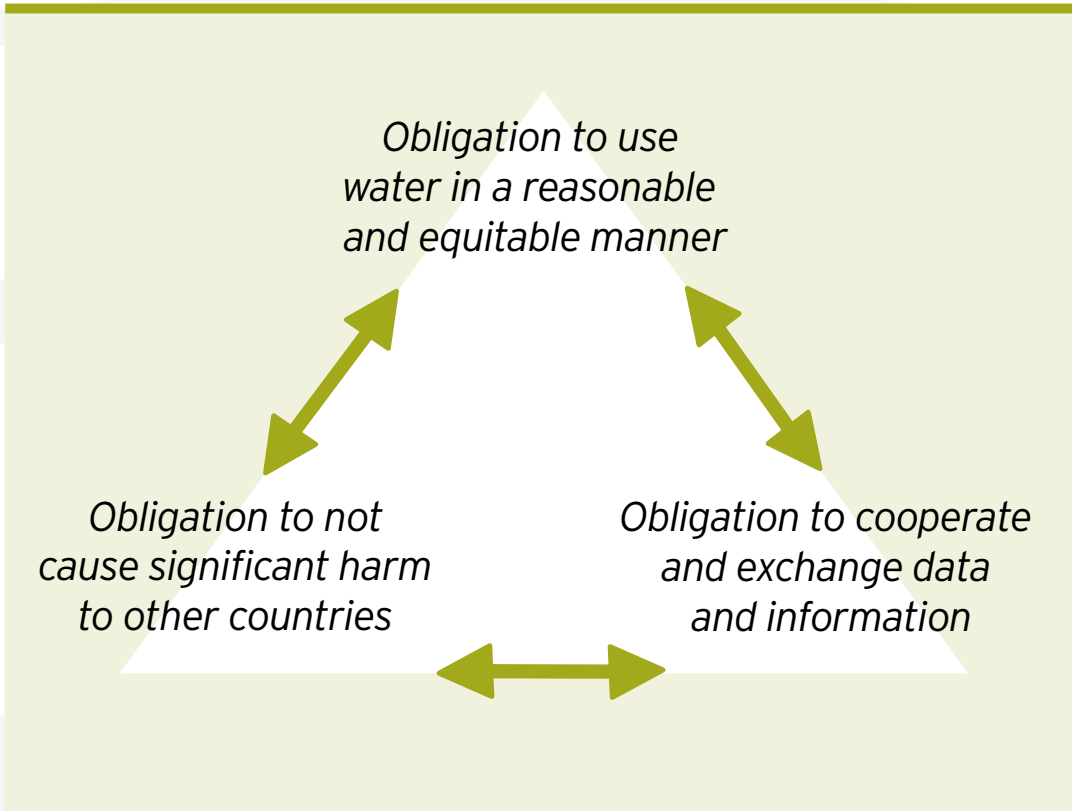 Obligation to use
water in a reasonable
and equitable manner
Obligation to not
cause significant harm
to other countries
Obligation to cooperate
and exchange data
and information